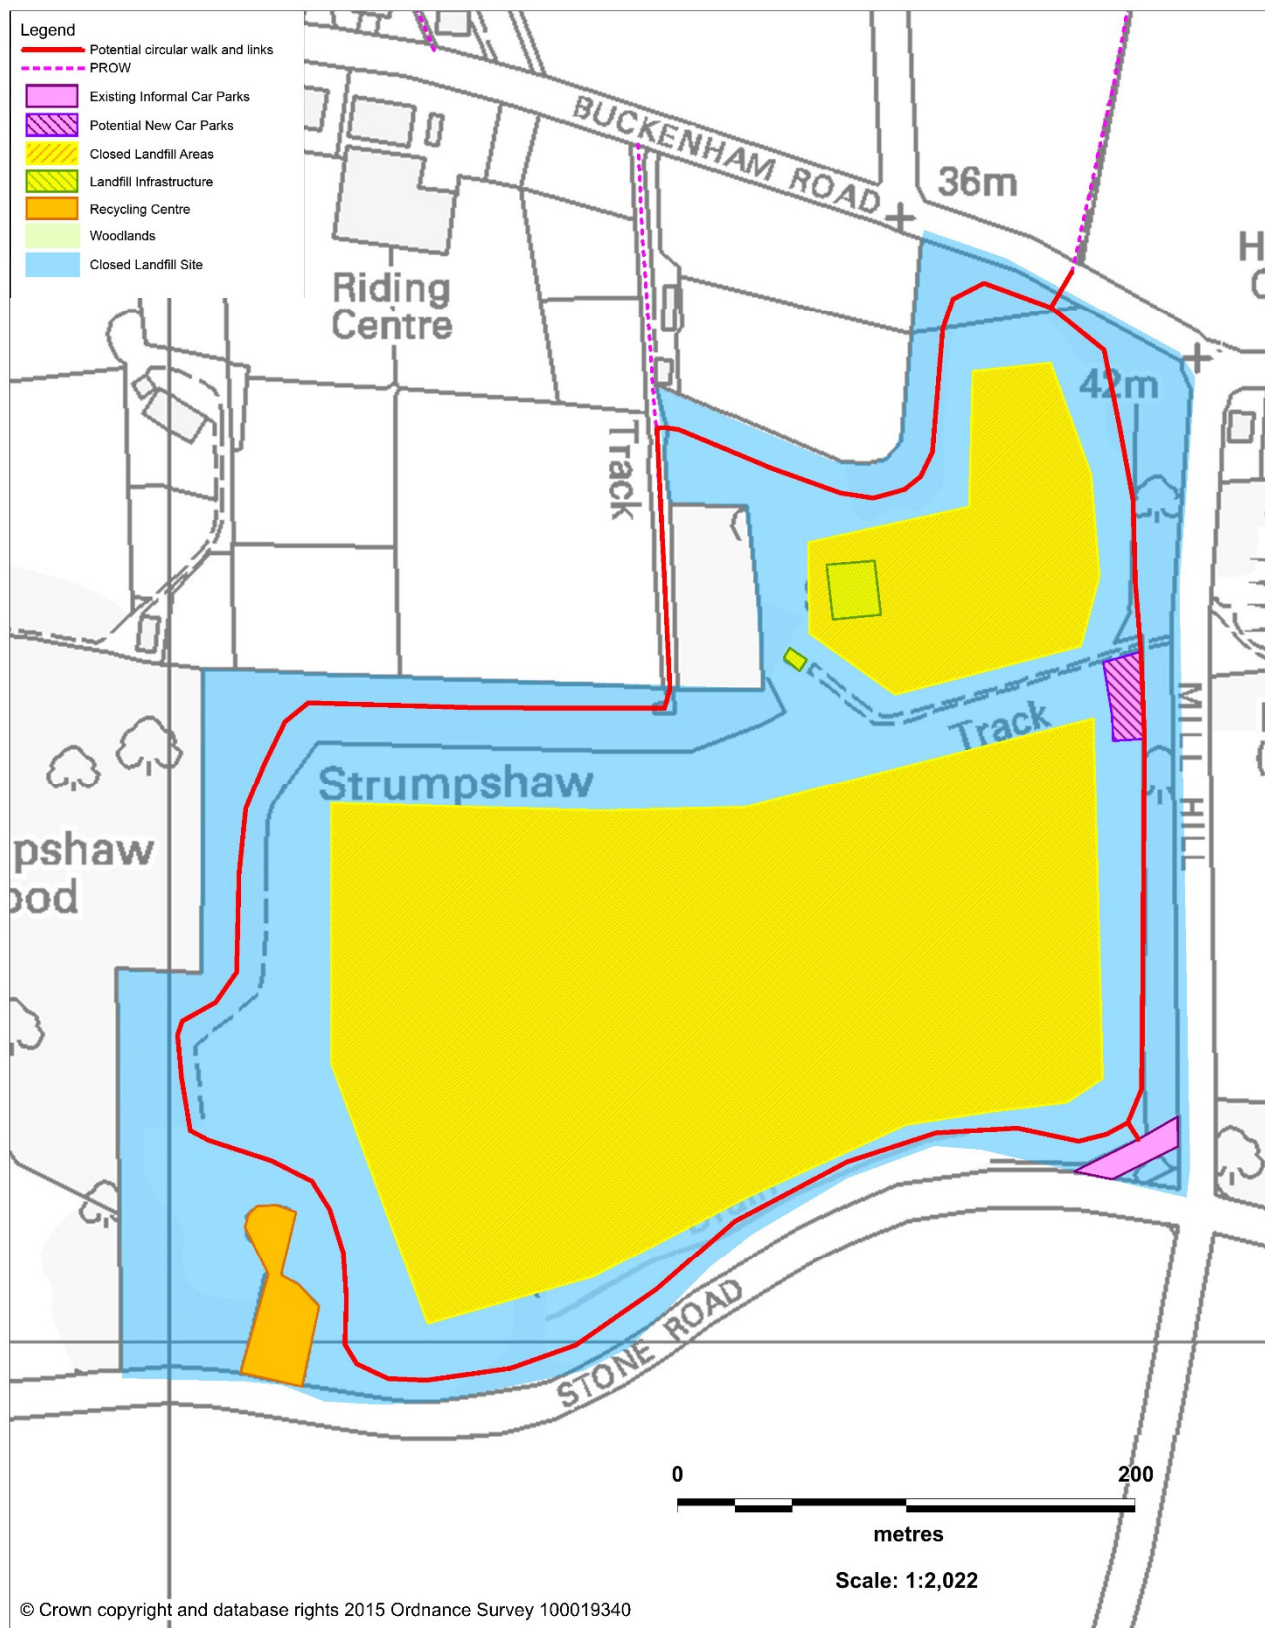 Legend
Potential circular walk and links
PROW
Existing Informal Car Parks
Potential New Car Parks
Closed Landfill Areas
Landfill Infrastructure
Recycling Centre
Woodlands
Closed Landfill Site
BUCKENHAM ROAD
36m
H
C
Riding
Centre
42m
Track
MILL HILL
Track
Strumpshaw
pshaw
ood
Drain
STONE ROAD
0 200
metres
Scale: 1:2,022
© Crown copyright and database rights 2015 Ordnance Survey 100019340